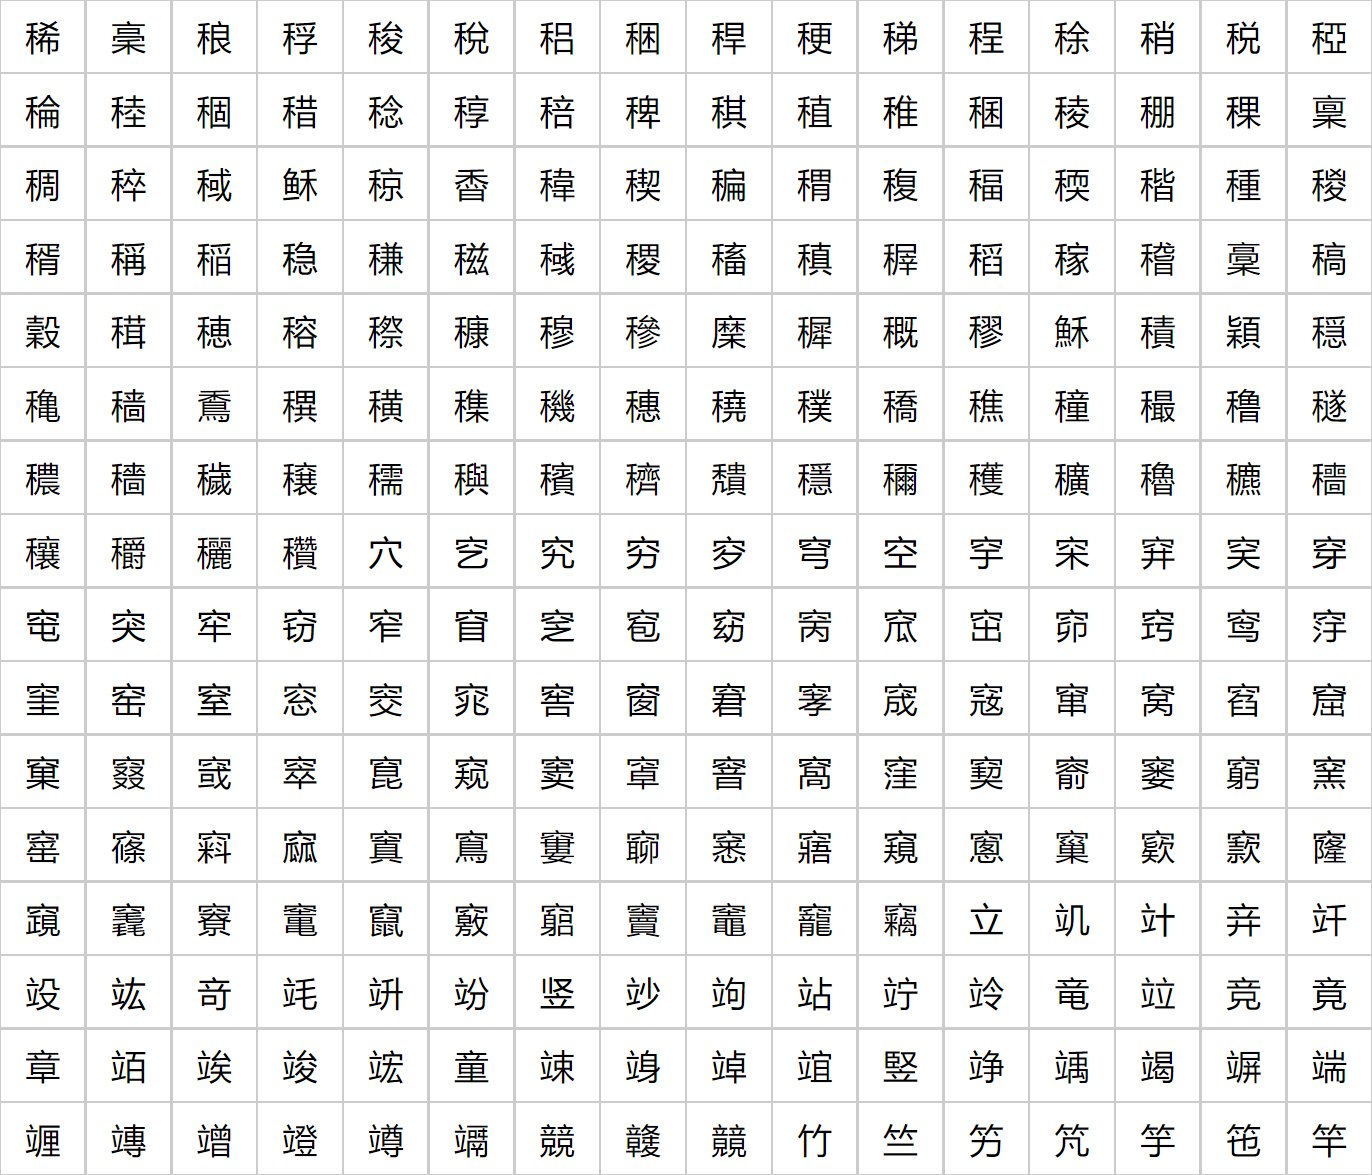 稀稁稂稃稄稅稆稇稈稉稊程稌稍税稏
稐稑稒稓稔稕稖稗稘稙稚稛稜稝稞稟
稠稡稢稣稤稥稦稧稨稩稪稫稬稭種稯
稰稱稲稳稴稵稶稷稸稹稺稻稼稽稾稿
穀穁穂穃穄穅穆穇穈穉穊穋穌積穎穏
穐穑穒穓穔穕穖穗穘穙穚穛穜穝穞穟
穠穡穢穣穤穥穦穧穨穩穪穫穬穭穮穯
穰穱穲穳穴穵究穷穸穹空穻穼穽穾穿
窀突窂窃窄窅窆窇窈窉窊窋窌窍窎窏
窐窑窒窓窔窕窖窗窘窙窚窛窜窝窞窟
窠窡窢窣窤窥窦窧窨窩窪窫窬窭窮窯
窰窱窲窳窴窵窶窷窸窹窺窻窼窽窾窿
竀竁竂竃竄竅竆竇竈竉竊立竌竍竎竏
竐竑竒竓竔竕竖竗竘站竚竛竜竝竞竟
章竡竢竣竤童竦竧竨竩竪竫竬竭竮端
竰竱竲竳竴竵競竷竸竹竺竻竼竽竾竿